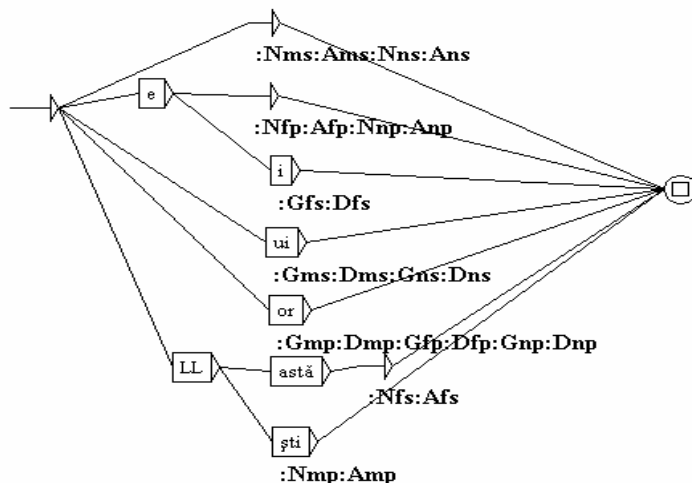 :Nms:Ams:Nns:Ans
e
:Nfp:Afp:Nnp:Anp
i
:Gfs:Dfs
ui
:Gms:Dms:Gns:Dns
or
:Gmp:Dmp:Gfp:Dfp:Gnp:Dnp
LL
astă
:Nfs:Afs
şti
:Nmp:Amp